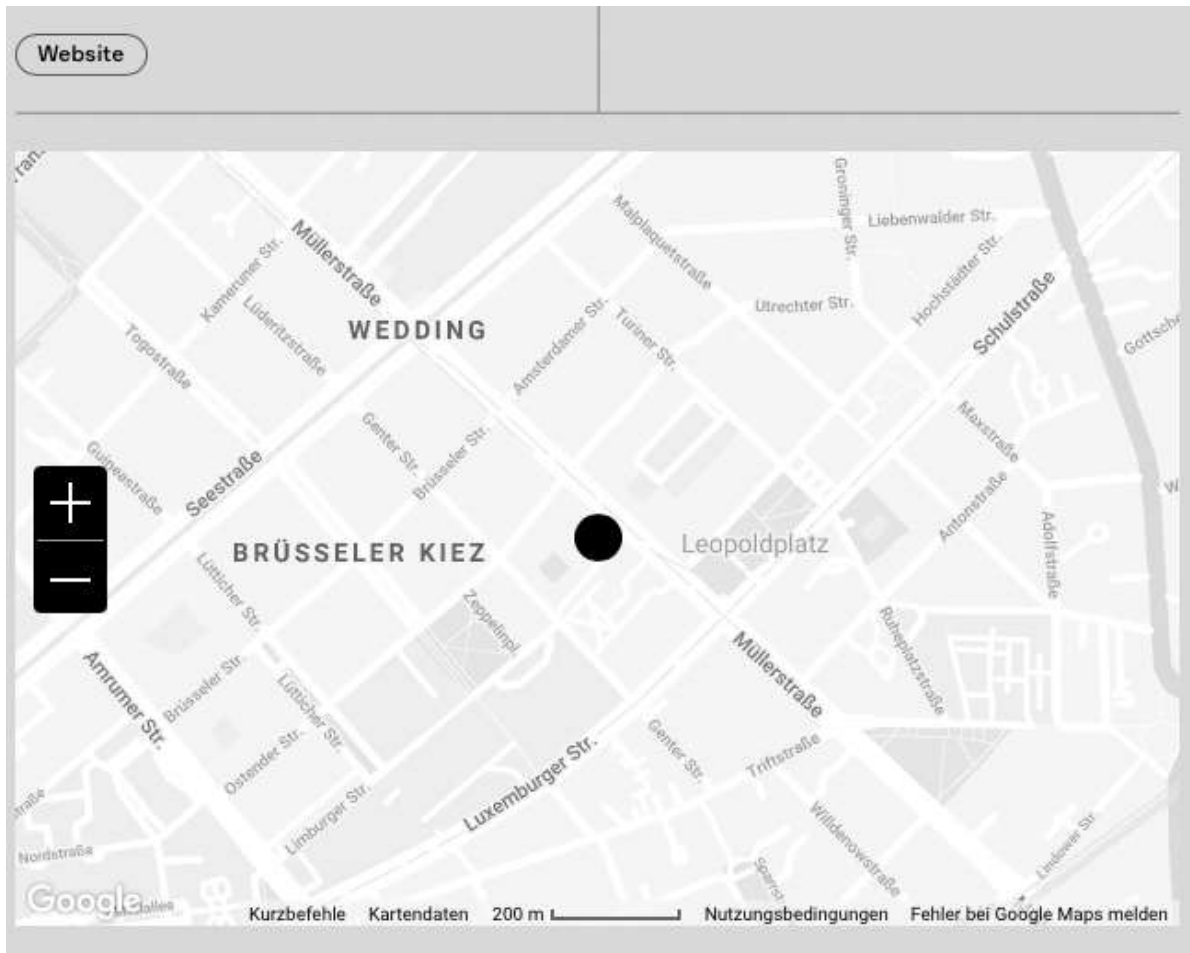 Website
Groninger Str.
Liebenwalder Str.
Malplaquetstraße
Müllerstraße
Kameruner Str.
Hochstädter Str.
Schulstraße
Lüderitzstraße
Utrechter Str.
Amsterdamer Str.
Turiner Str.
WEDDING
Togostraße
Maxstraße
Genter Str.
Brüsseler Str.
Guineastraße
Seestraße
Antonstraße
Adolfstraße
BRÜSSELER KIEZ
Leopoldplatz
Lütticher Str.
Zeppelinpl.
Ruheplatzstraße
Müllerstraße
Amrumer Str.
Brüsseler Str.
Lütticher Str.
Ostender Str.
Genter Str.
Triftstraße
Luxemburger Str.
Limburger Str.
Willdenowstraße
Lindower Str
Nordstraße
Google
Kurzbefehle Kartendaten 200 m Nutzungsbedingungen Fehler bei Google Maps melden